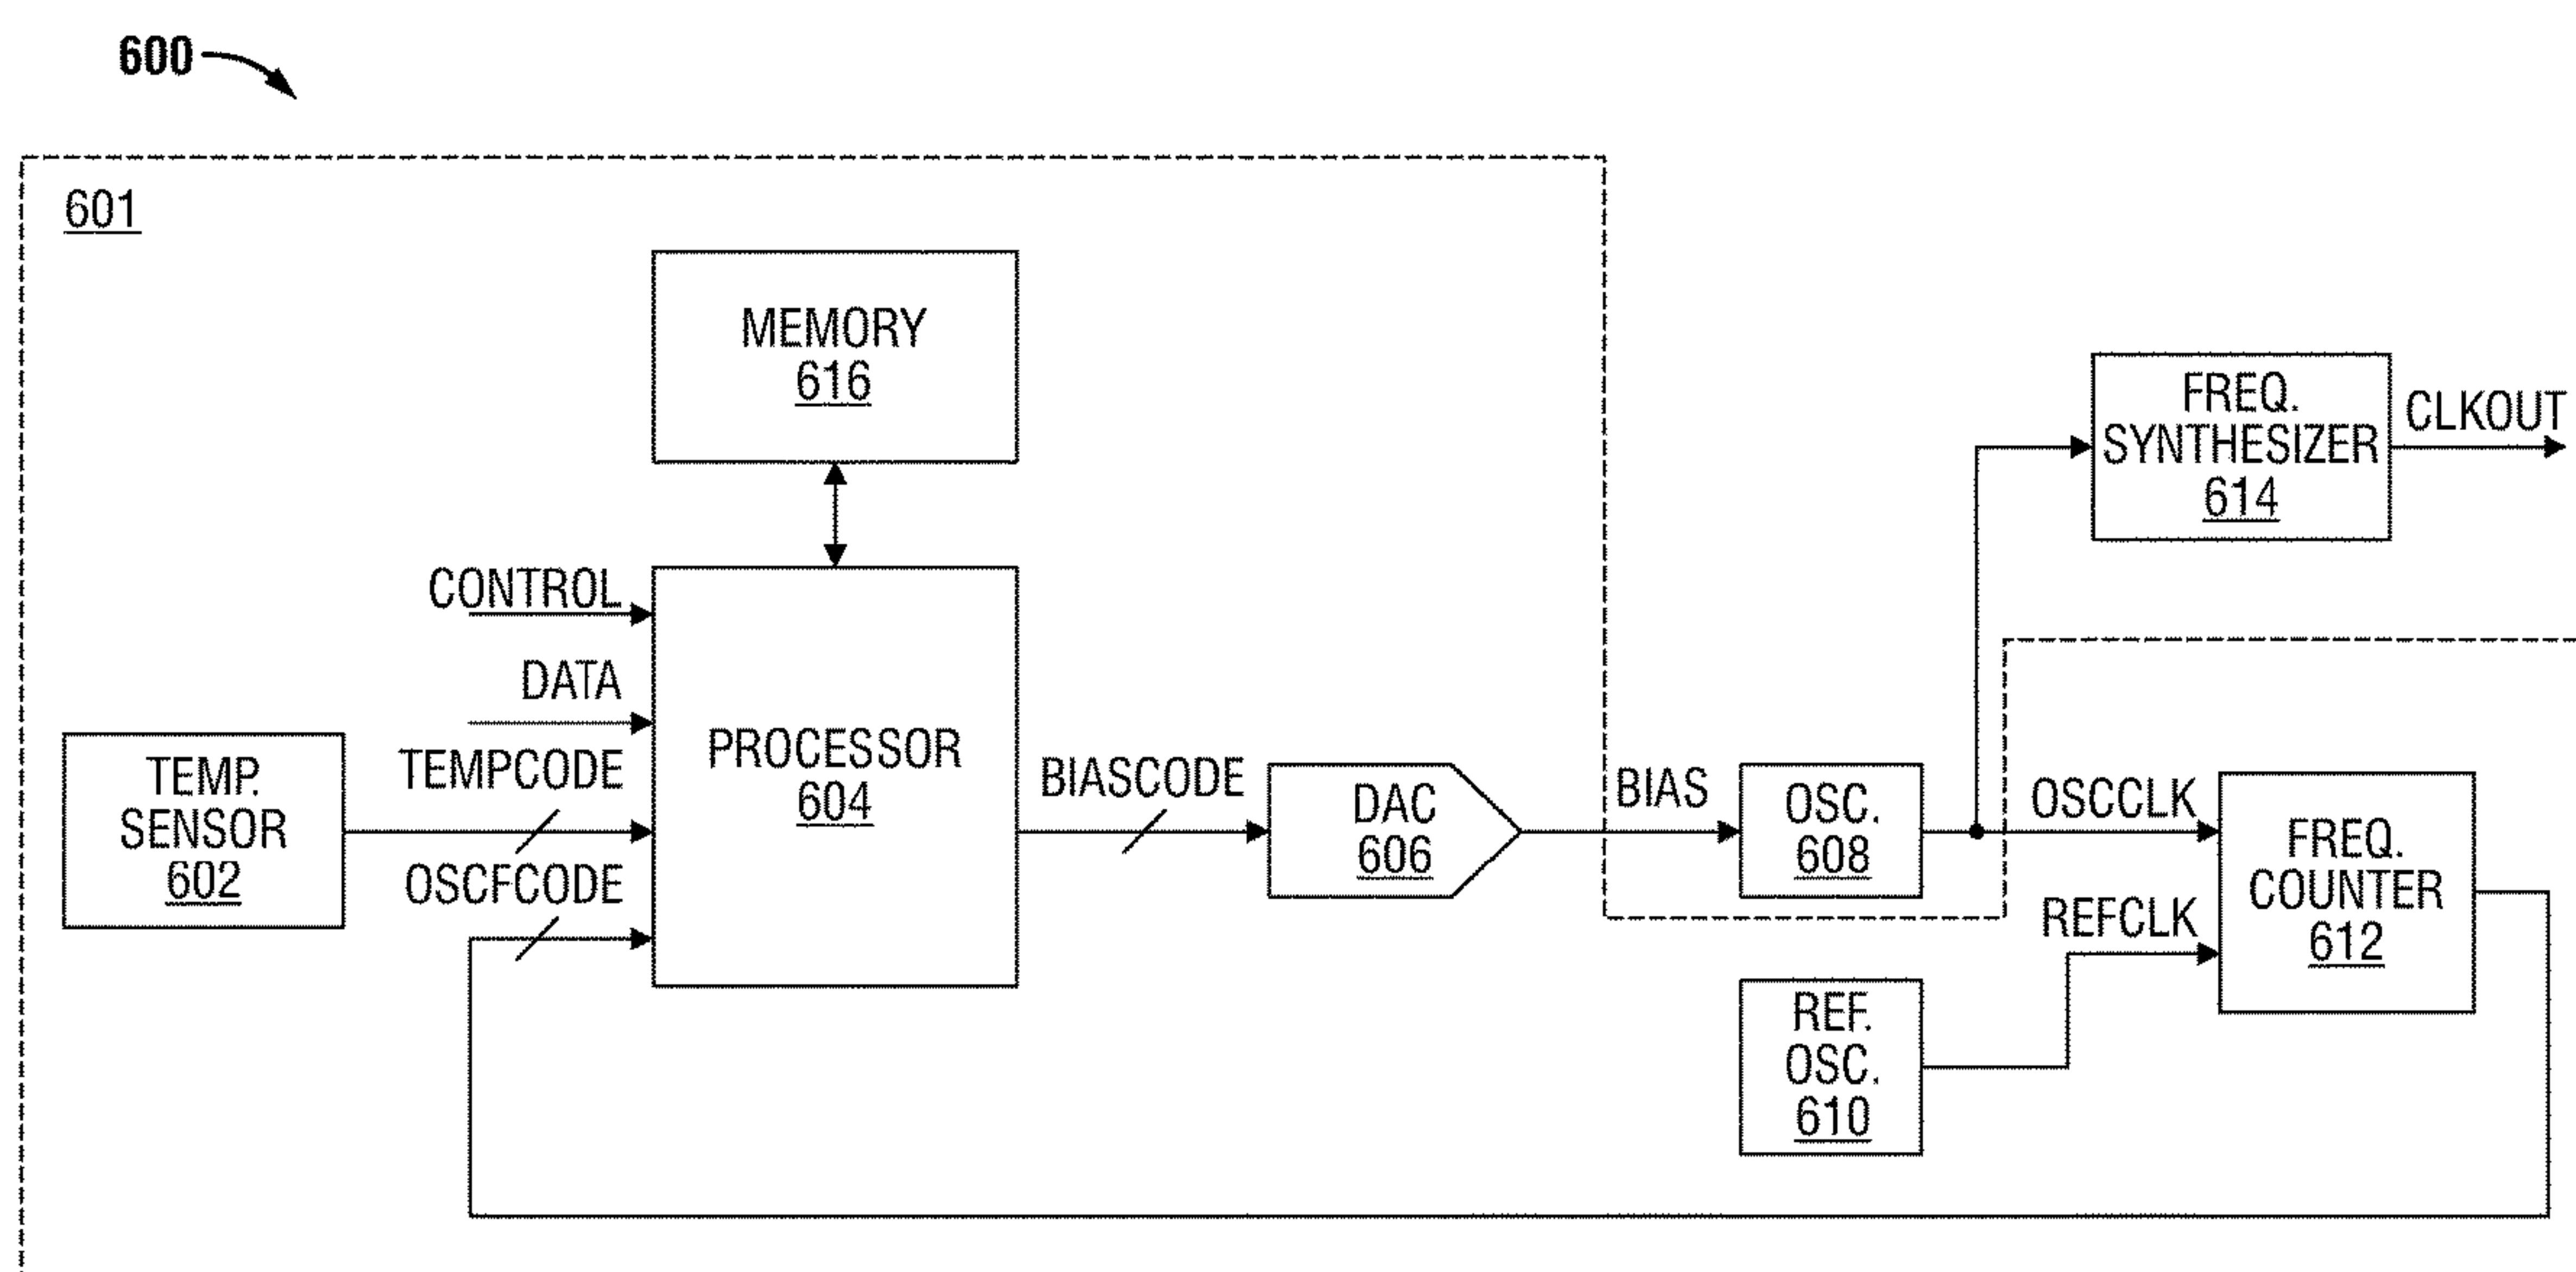 600
601
MEMORY
616
FREQ.
SYNTHESIZER
614
CLKOUT
CONTROL
DATA
TEMPCODE
OSCFCODE
TEMP.
SENSOR
602
PROCESSOR
604
BIASCODE
DAC
606
BIAS
OSC.
608
OSCCLK
REFCLK
FREQ.
COUNTER
612
REF.
OSC.
610